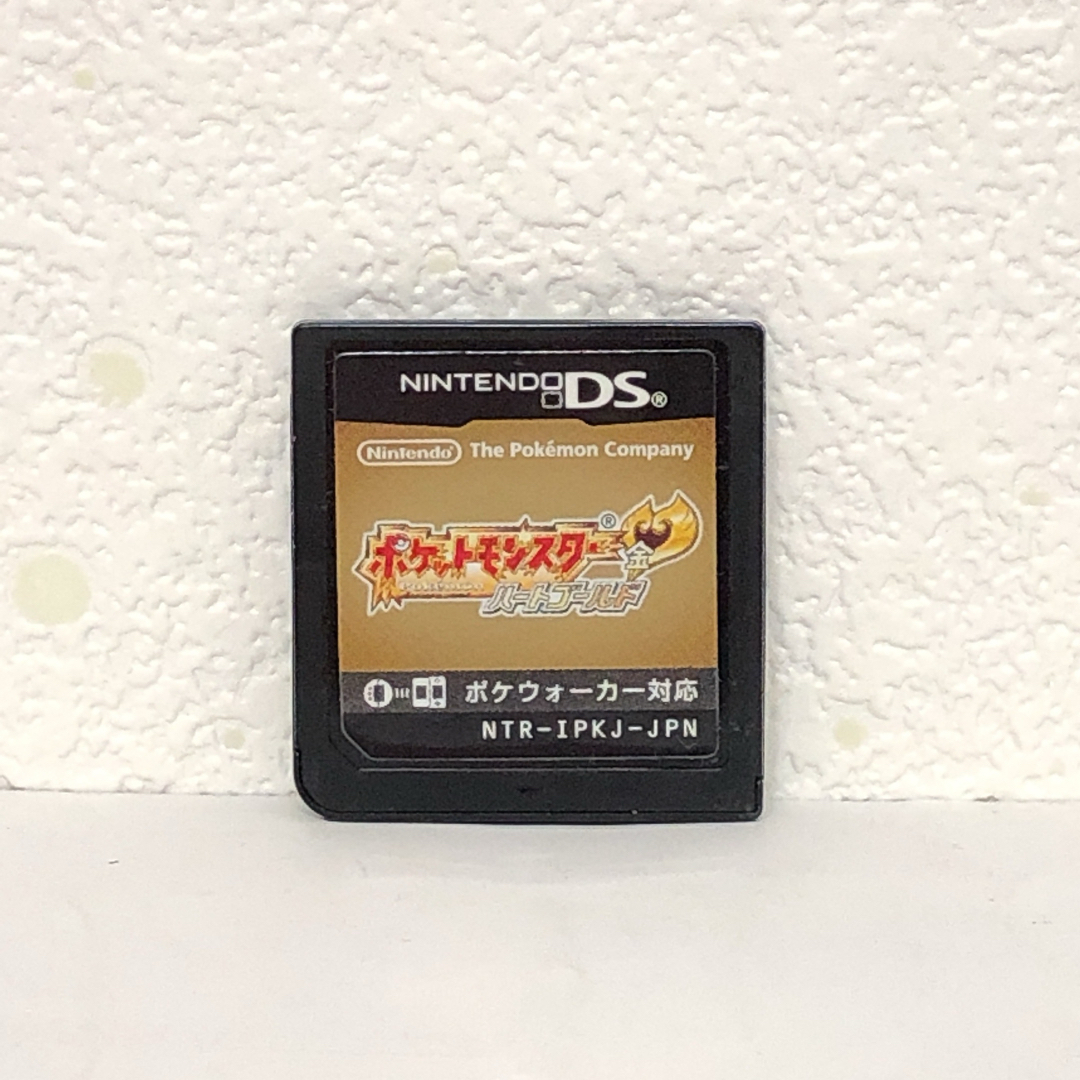 NINTENDO DS®
Nintendo® The Pokémon Company
ポケットモンスター®
金
ハートゴールド
IR ポケウォーカー対応
NTR-IPKJ-JPN